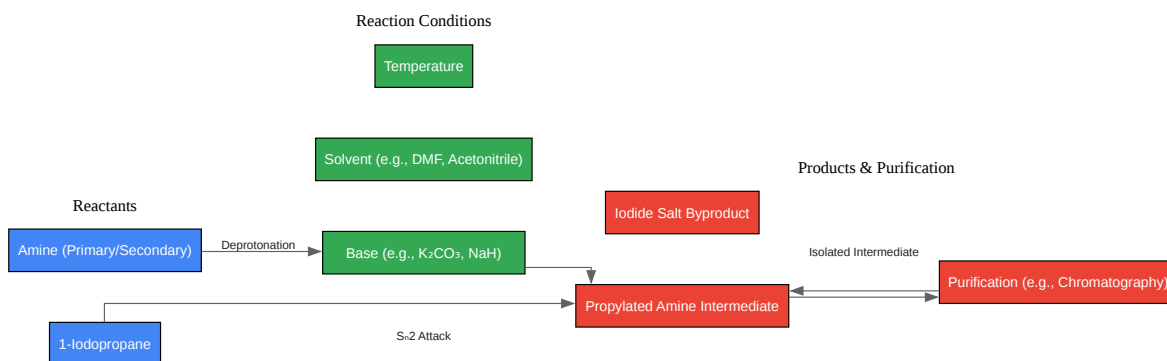 Reaction Conditions
Temperature
Solvent (e.g., DMF, Acetonitrile)
Products & Purification
Iodide Salt Byproduct
Reactants
Amine (Primary/Secondary)
Deprotonation
Base (e.g., K₂CO₃, NaH)
Isolated Intermediate
Purification (e.g., Chromatography)
Propylated Amine Intermediate
Sₙ2 Attack
1-Iodopropane